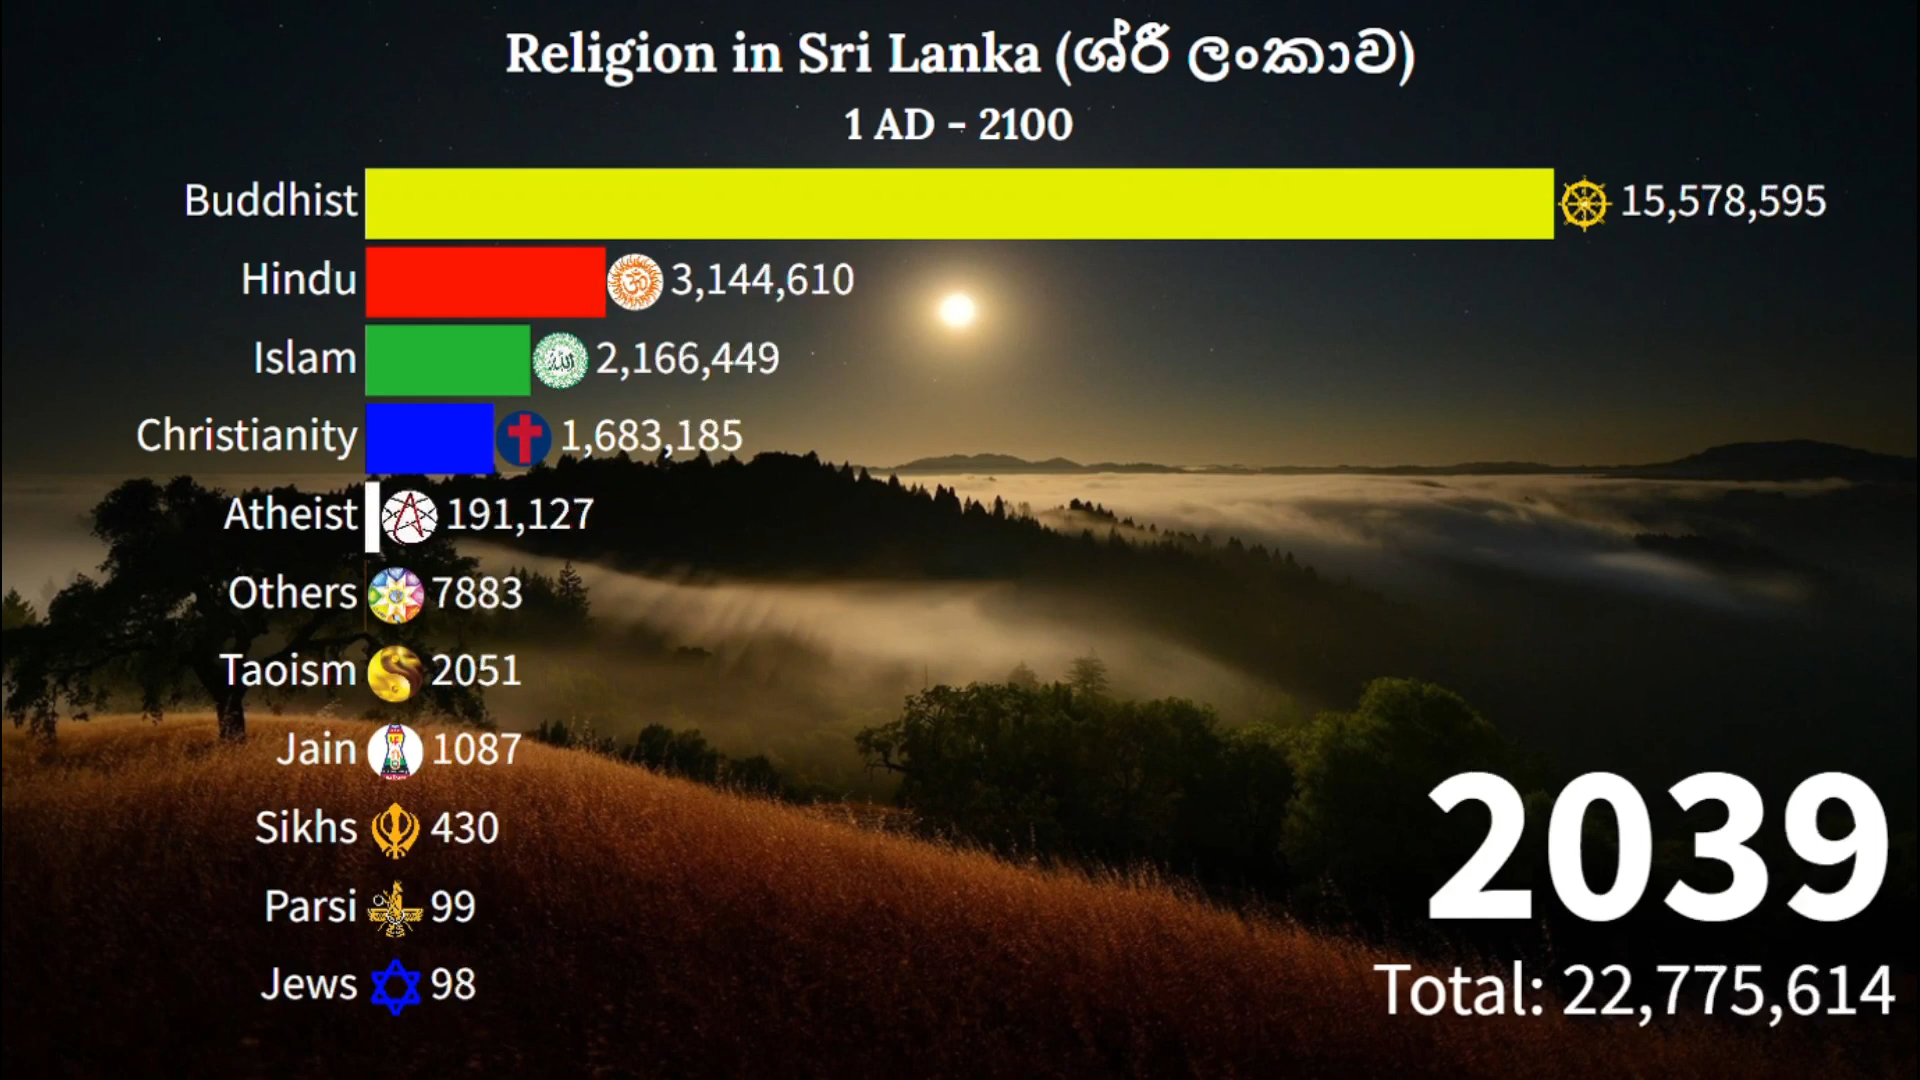 Religion in Sri Lanka (ශ්රී ලංකාව)
1 AD - 2100
Buddhist 15,578,595
Hindu 3,144,610
Islam 2,166,449
Christianity 1,683,185
Atheist 191,127
Others 7883
Taoism 2051
Jain 1087
Sikhs 430
Parsi 99
Jews 98
2039
Total: 22,775,614